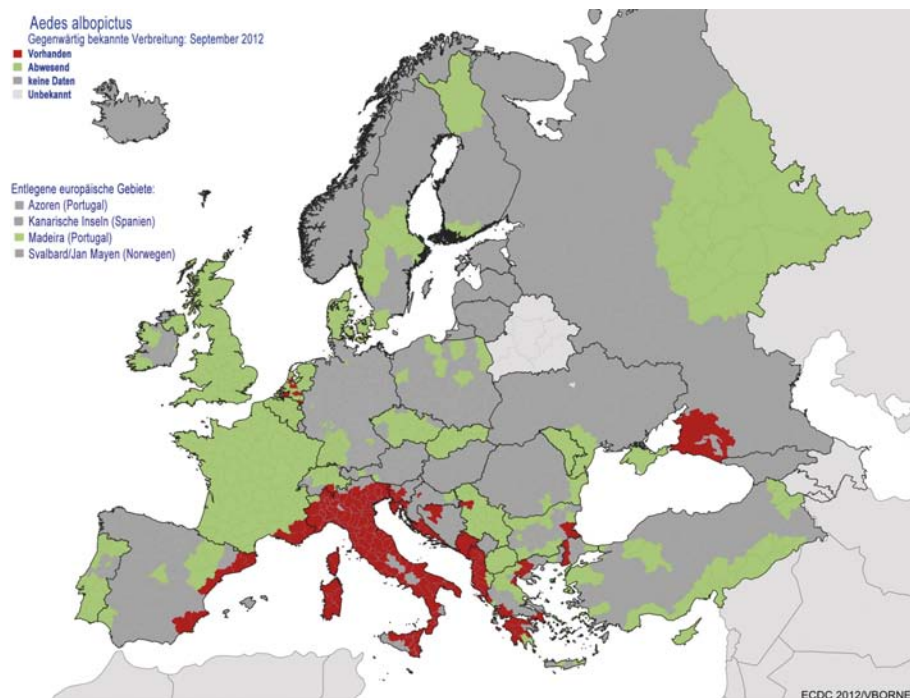 Aedes albopictus
Gegenwärtig bekannte Verbreitung: September 2012
Vorhanden
Abwesend
keine Daten
Unbekannt
Entlegene europäische Gebiete:
Azoren (Portugal)
Kanarische Inseln (Spanien)
Madeira (Portugal)
Svalbard/Jan Mayen (Norwegen)
ECDC 2012/VBORNE